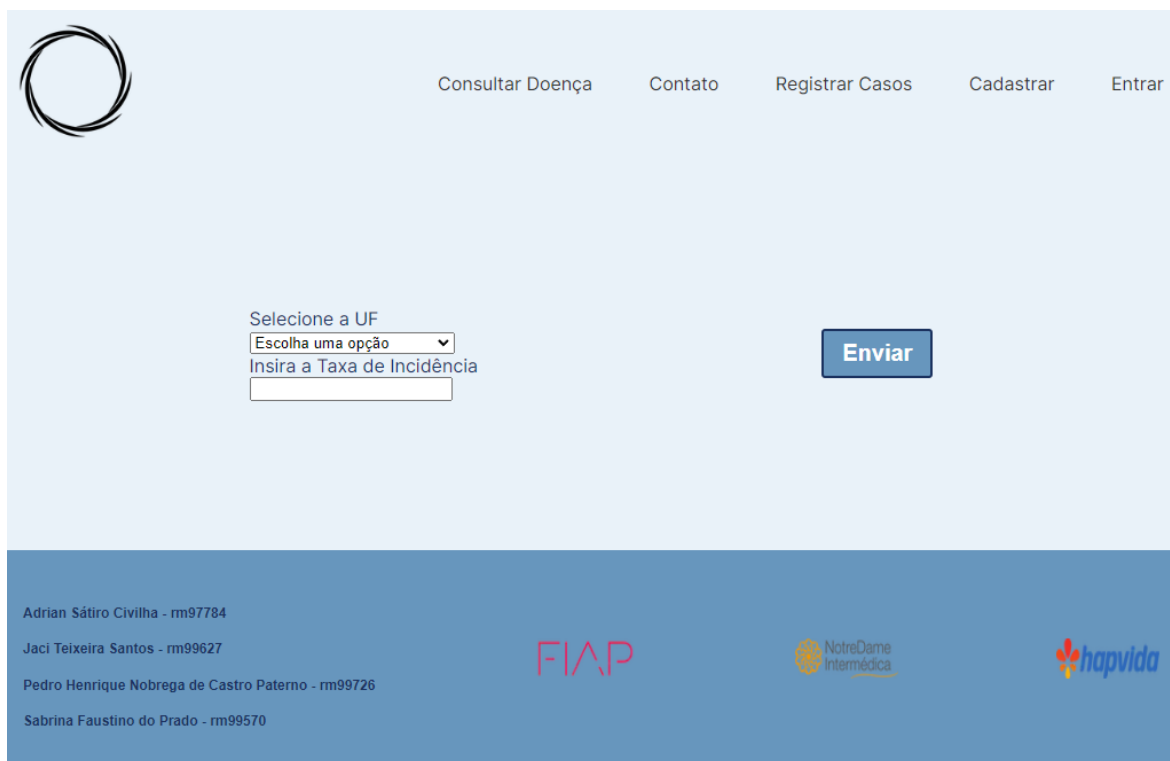 Consultar Doença Contato Registrar Casos Cadastrar Entrar
Selecione a UF
Escolha uma opção
Insira a Taxa de Incidência
Enviar
Adrian Sátiro Civilha - rm97784
Jaci Teixeira Santos - rm99627
Pedro Henrique Nobrega de Castro Paterno - rm99726
Sabrina Faustino do Prado - rm99570
FIAP
NotreDame
Intermédica
hapvida